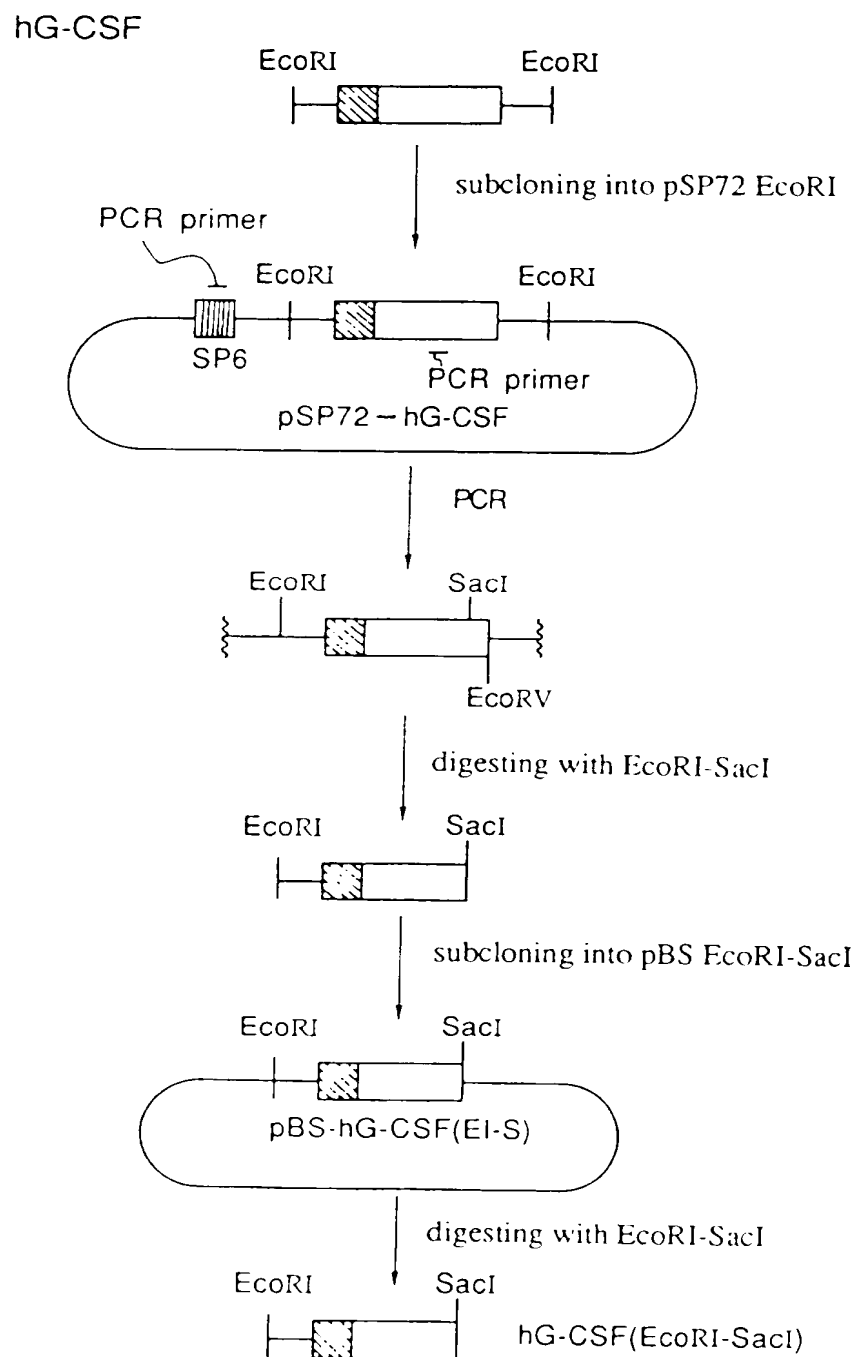 hG-CSF
EcoRI EcoRI
subcloning into pSP72 EcoRI
PCR primer
EcoRI EcoRI
SP6
PCR primer
pSP72-hG-CSF
PCR
EcoRI SacI
EcoRV
digesting with EcoRI-SacI
EcoRI SacI
subcloning into pBS EcoRI-SacI
EcoRI SacI
pBS-hG-CSF(EI-S)
digesting with EcoRI-SacI
EcoRI SacI
hG-CSF(EcoRI-SacI)